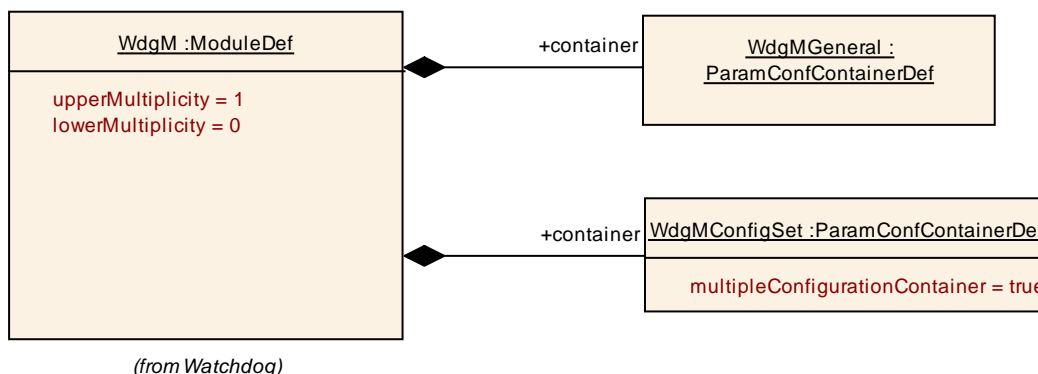 WdgM :ModuleDef
upperMultiplicity = 1
lowerMultiplicity = 0
+container
WdgMGeneral :
ParamConfContainerDef
+container
WdgMConfigSet :ParamConfContainerDe
multipleConfigurationContainer = true
(from Watchdog)